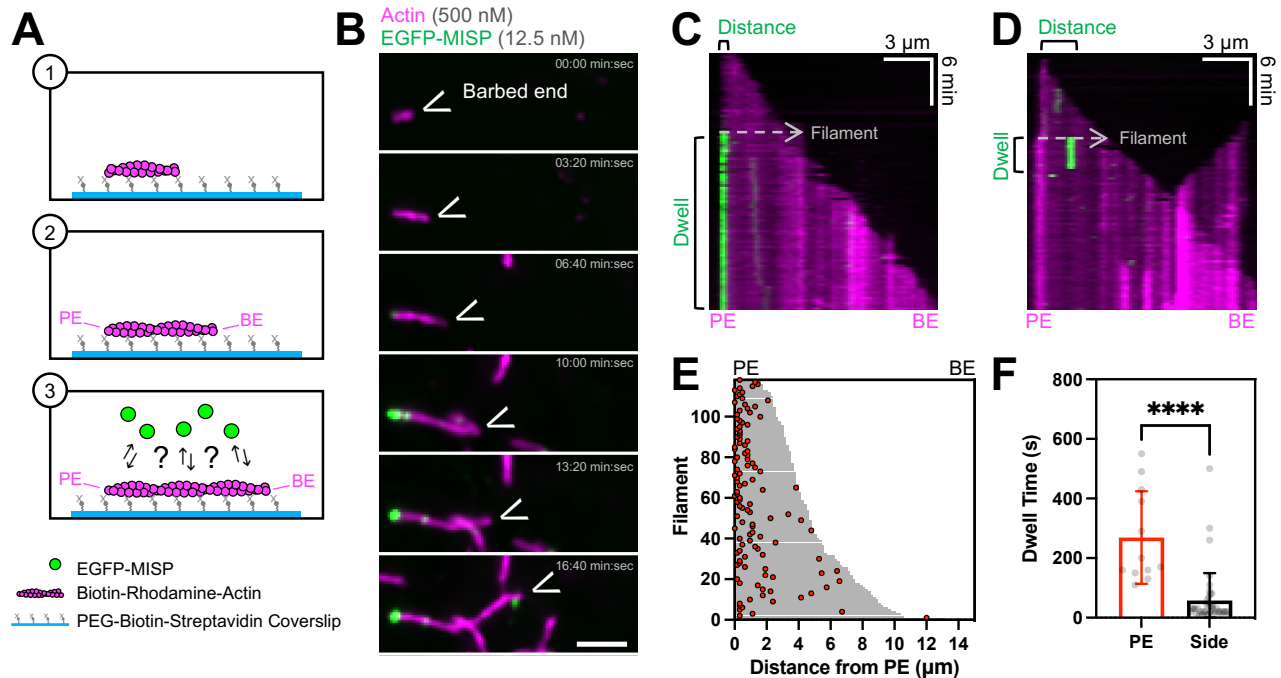 A
1
2
PE
BE
3
? ?
PE
BE
EGFP-MISP
Biotin-Rhodamine-Actin
PEG-Biotin-Streptavidin Coverslip
B
Actin (500 nM)
EGFP-MISP (12.5 nM)
00:00 min:sec
Barbed end
03:20 min:sec
06:40 min:sec
10:00 min:sec
13:20 min:sec
16:40 min:sec
C
Distance
3 µm
6 min
Filament
Dwell
PE
BE
D
Distance
3 µm
6 min
Filament
Dwell
PE
BE
E
PE
BE
100
80
60
40
20
0
Filament
0 2 4 6 8 10 12 14
Distance from PE (µm)
F
800
600
400
200
0
Dwell Time (s)
****
PE
Side